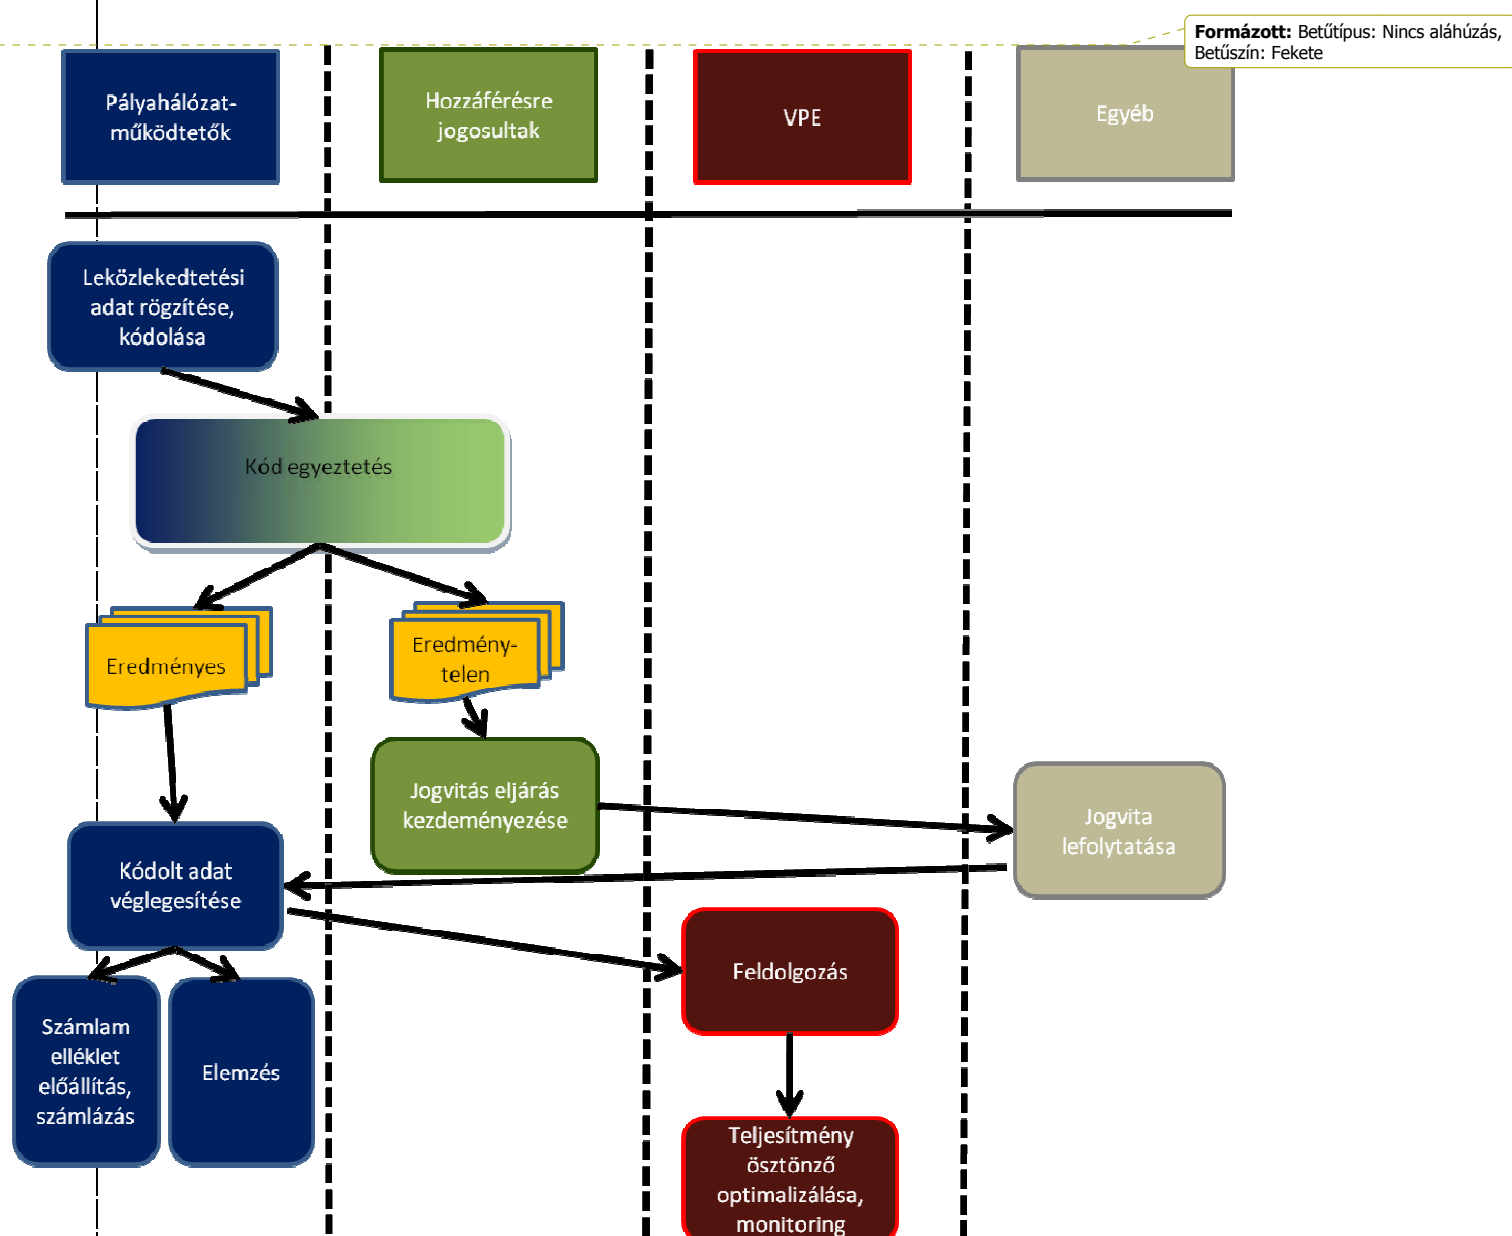 Formázott: Betűtípus: Nincs aláhúzás,
Betűszín: Fekete
Pályahálózat-
működtetők
Hozzáférésre
jogosultak
VPE
Egyéb
Leközlekedtetési
adat rögzítése,
kódolása
Kód egyeztetés
Eredményes
Eredmény-
telen
Jogvitás eljárás
kezdeményezése
Jogvita
lefolytatása
Kódolt adat
véglegesítése
Feldolgozás
Számlam
elléklet
előállítás,
számlázás
Elemzés
Teljesítmény
ösztönző
optimalizálása,
monitoring